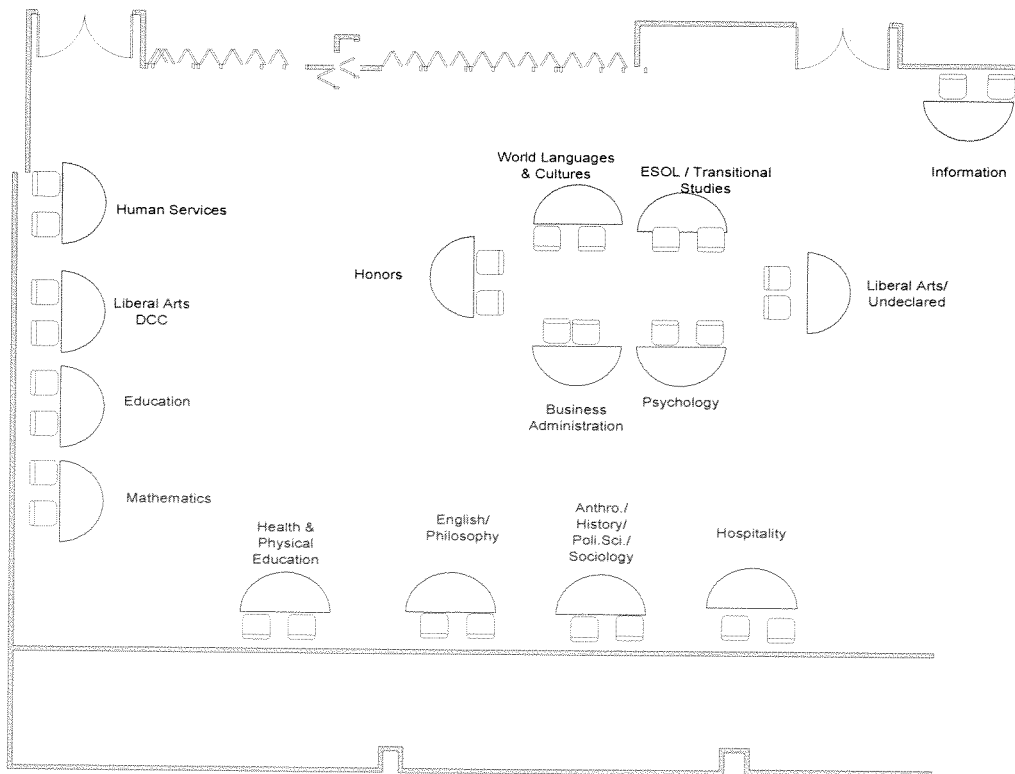 World Languages
& Cultures
ESOL / Transitional
Studies
Information
Human Services
Honors
Liberal Arts/
Undeclared
Liberal Arts
DCC
Education
Business
Administration
Psychology
Mathematics
Health &
Physical
Education
English/
Philosophy
Anthro./
History/
Poli.Sci./
Sociology
Hospitality